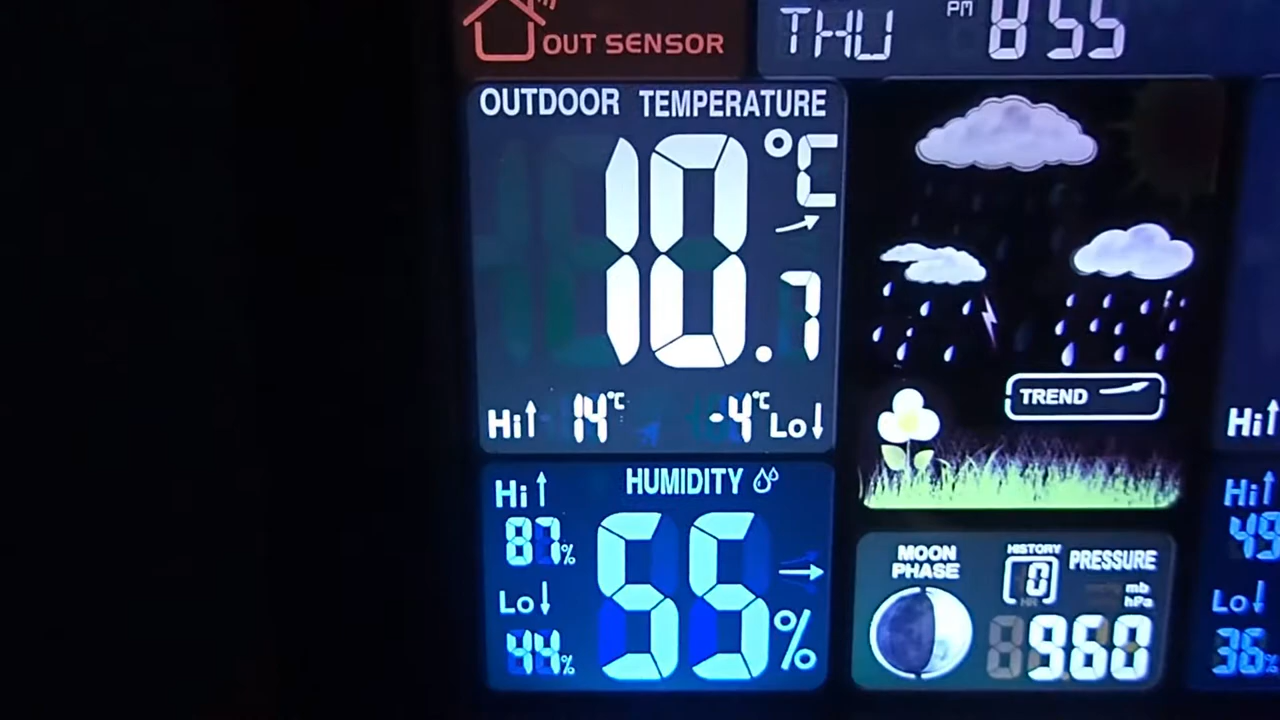 OUT SENSOR
THU PM 8 55
OUTDOOR TEMPERATURE
10.7 °C
Hi↑ 14°C -4°C Lo↓
HUMIDITY
Hi↑
87%
Lo↓
44%
55%
TREND
MOON PHASE
HISTORY
0
HR
PRESSURE
mb
hPa
960
Hi↑
Hi↑
49
Lo↓
36%